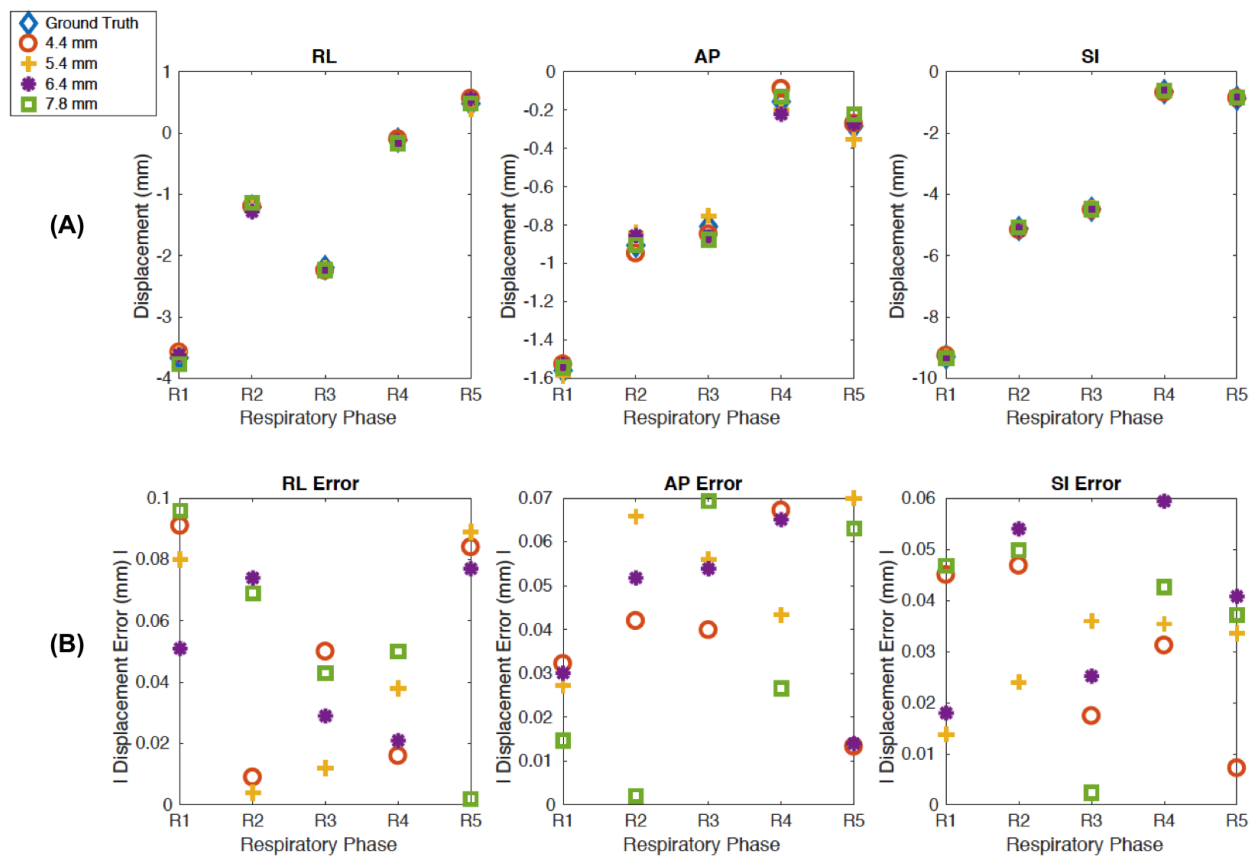 Ground Truth
4.4 mm
5.4 mm
6.4 mm
7.8 mm
(A)
RL
Displacement (mm)
1
0
-1
-2
-3
-4
R1 R2 R3 R4 R5
Respiratory Phase
AP
Displacement (mm)
0
-0.2
-0.4
-0.6
-0.8
-1
-1.2
-1.4
-1.6
R1 R2 R3 R4 R5
Respiratory Phase
SI
Displacement (mm)
0
-2
-4
-6
-8
-10
R1 R2 R3 R4 R5
Respiratory Phase
(B)
RL Error
| Displacement Error (mm) |
0.1
0.08
0.06
0.04
0.02
0
R1 R2 R3 R4 R5
Respiratory Phase
AP Error
| Displacement Error (mm) |
0.07
0.06
0.05
0.04
0.03
0.02
0.01
0
R1 R2 R3 R4 R5
Respiratory Phase
SI Error
| Displacement Error (mm) |
0.06
0.05
0.04
0.03
0.02
0.01
0
R1 R2 R3 R4 R5
Respiratory Phase